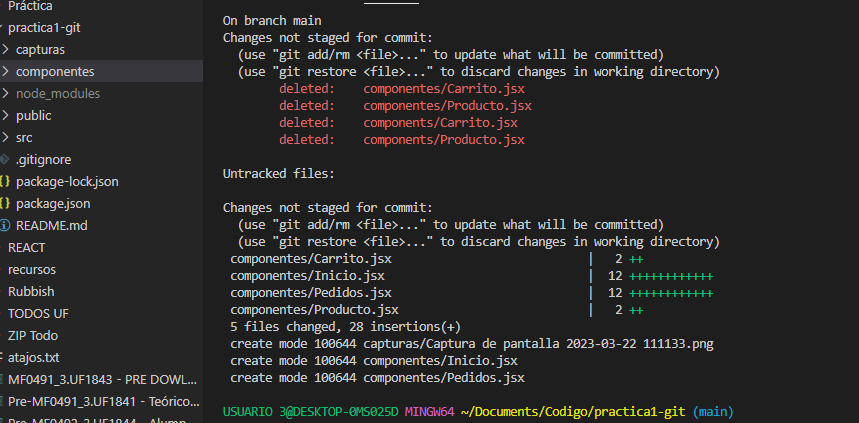 Práctica
practica1-git
capturas
componentes
node_modules
public
src
.gitignore
package-lock.json
package.json
README.md
REACT
recursos
Rubbish
TODOS UF
ZIP Todo
atajos.txt
MF0491_3.UF1843 - PRE DOWL...
Pre-MF0491_3.UF1841 - Teóric...
On branch main
Changes not staged for commit:
(use "git add/rm <file>..." to update what will be committed)
(use "git restore <file>..." to discard changes in working directory)
deleted: componentes/Carrito.jsx
deleted: componentes/Producto.jsx
deleted: componentes/Carrito.jsx
deleted: componentes/Producto.jsx
Untracked files:
Changes not staged for commit:
(use "git add/rm <file>..." to update what will be committed)
(use "git restore <file>..." to discard changes in working directory)
componentes/Carrito.jsx | 2 ++
componentes/Inicio.jsx | 12 ++++++++++++
componentes/Pedidos.jsx | 12 ++++++++++++
componentes/Producto.jsx | 2 ++
5 files changed, 28 insertions(+)
create mode 100644 capturas/Captura de pantalla 2023-03-22 111133.png
create mode 100644 componentes/Inicio.jsx
create mode 100644 componentes/Pedidos.jsx
USUARIO 3@DESKTOP-0MS025D MINGW64 ~/Documents/Codigo/practica1-git (main)